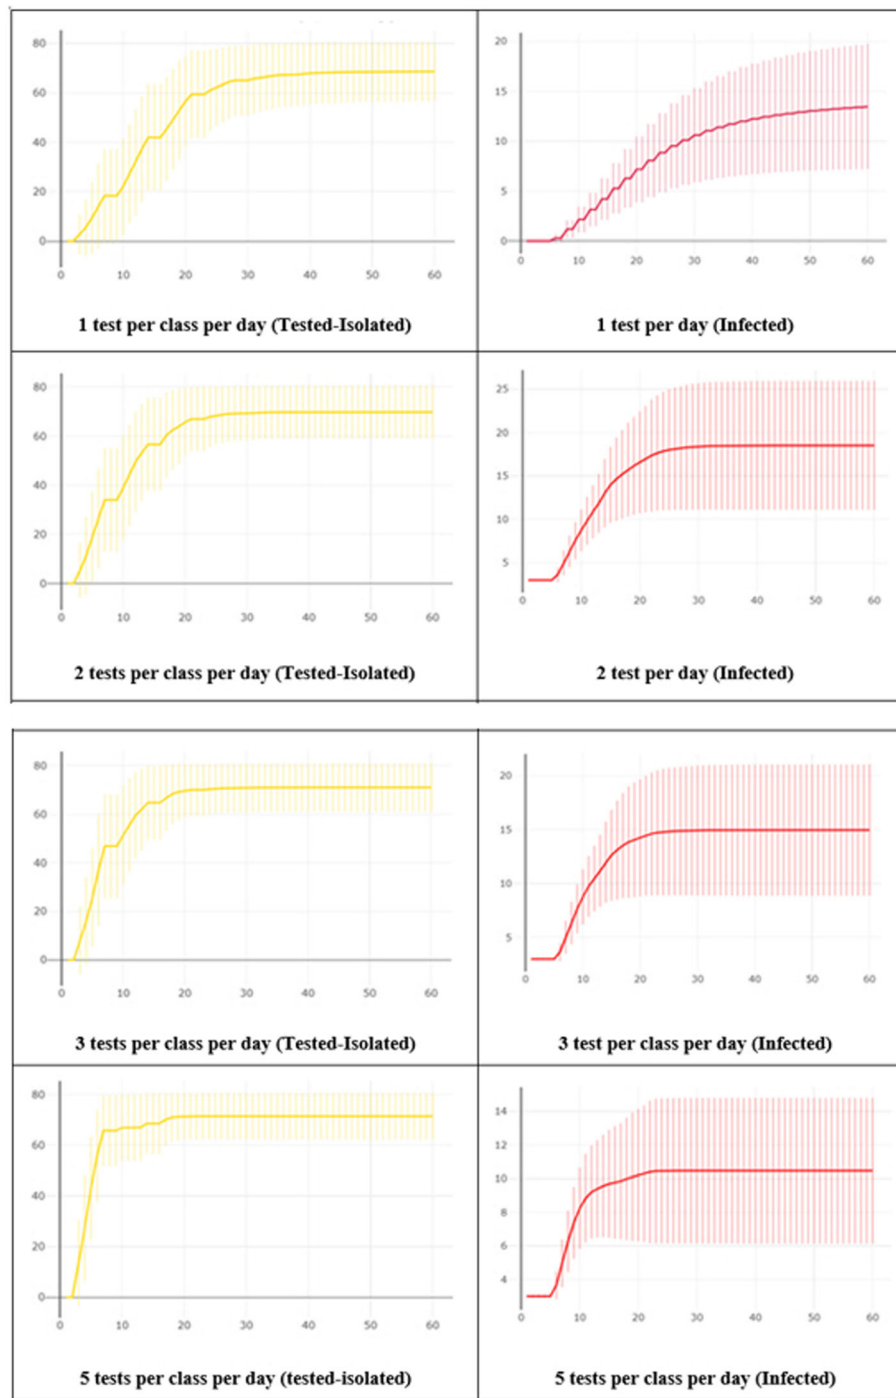 80
60
40
20
0
0 10 20 30 40 50 60
1 test per class per day (Tested-Isolated)
20
15
10
5
0
0 10 20 30 40 50 60
1 test per day (Infected)
80
60
40
20
0
0 10 20 30 40 50 60
2 tests per class per day (Tested-Isolated)
25
20
15
10
5
0 10 20 30 40 50 60
2 test per day (Infected)
80
60
40
20
0
0 10 20 30 40 50 60
3 tests per class per day (Tested-Isolated)
20
15
10
5
0 10 20 30 40 50 60
3 test per class per day (Infected)
80
60
40
20
0
0 10 20 30 40 50 60
5 tests per class per day (tested-isolated)
14
12
10
8
6
4
0 10 20 30 40 50 60
5 tests per class per day (Infected)